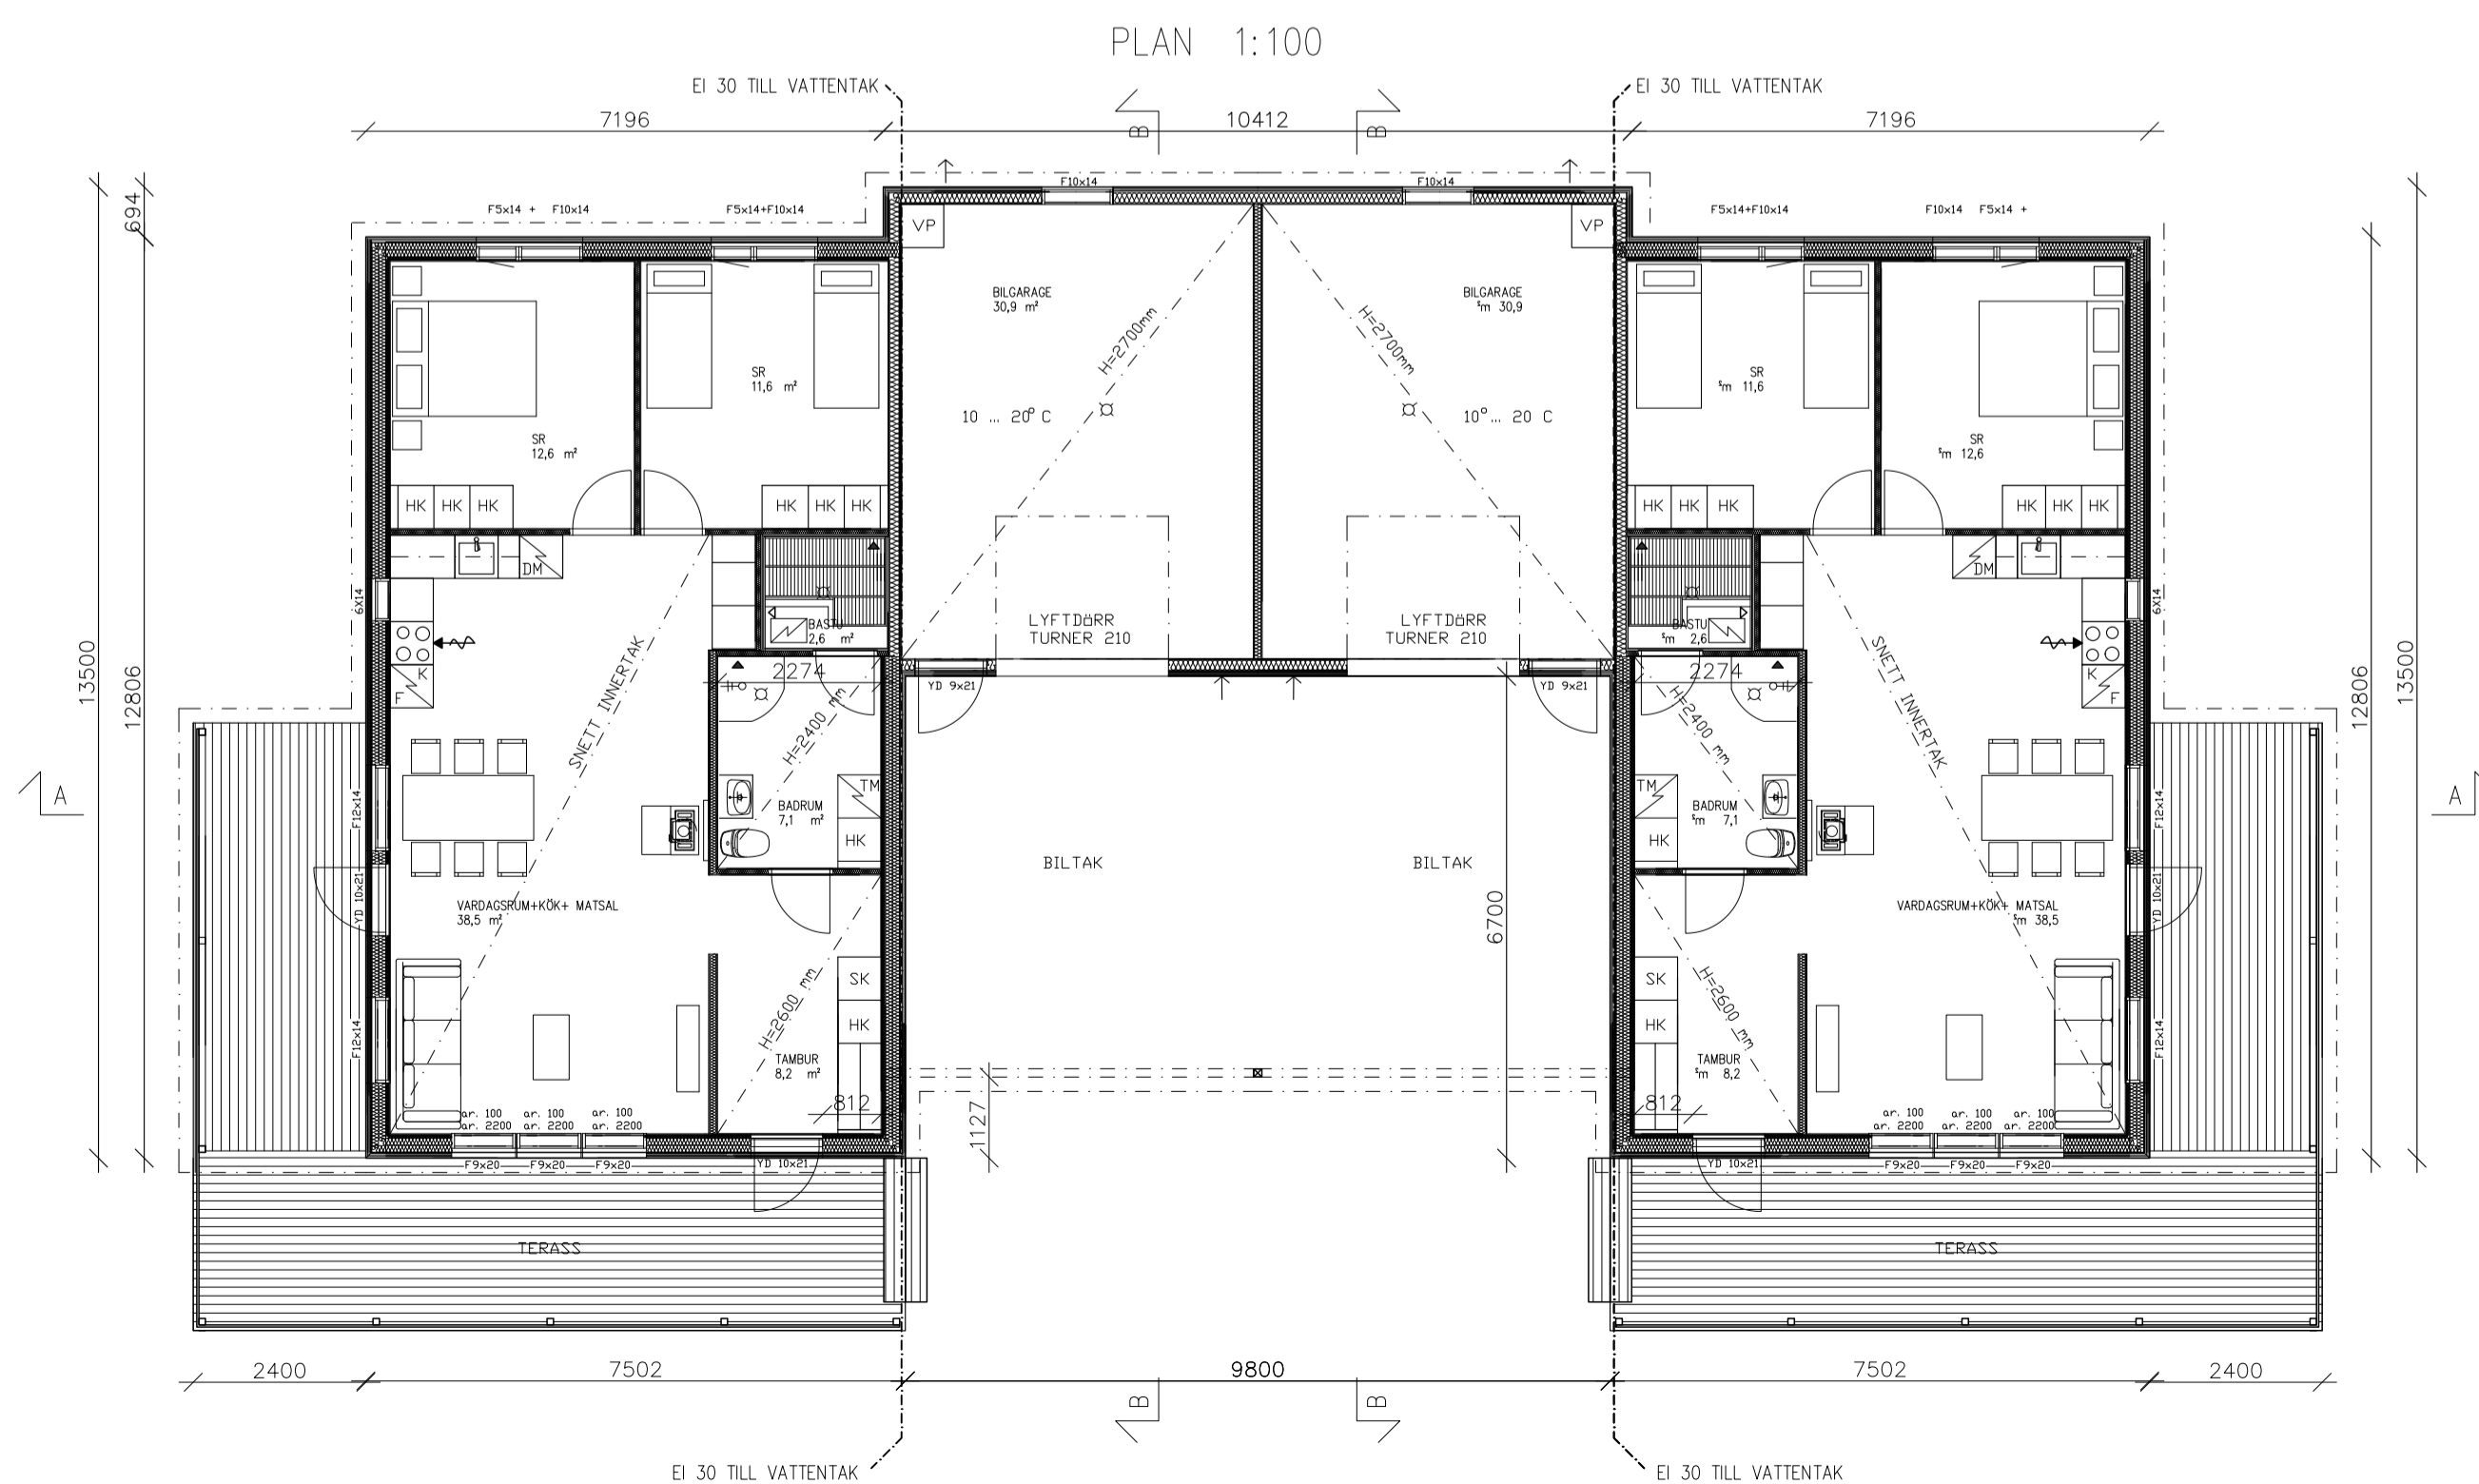 PLAN 1:100
EI 30 TILL VATTENTAK
EI 30 TILL VATTENTAK
7196
10412
7196
B
B
694
13500
12806
12806
13500
F5x14 + F10x14
F5x14+F10x14
F10x14
F10x14
F5x14+F10x14
F10x14 F5x14 +
VP
VP
BILGARAGE
30,9 m²
BILGARAGE
²m 30,9
H=2700mm
H=2700mm
10 ... 20° C
10°... 20 C
SR
11,6 m²
SR
12,6 m²
SR
²m 11,6
SR
²m 12,6
HK HK HK
HK HK HK
HK HK HK
HK HK HK
DM
DM
6X14
6X14
K
F
K
F
SNETT INNERTAK
SNETT INNERTAK
BASTU
2,6 m²
BASTU
²m 2,6
LYFTDÖRR
TURNER 210
LYFTDÖRR
TURNER 210
2274
2274
YD 9x21
YD 9x21
H=2400 mm
H=2400 mm
TM
HK
TM
HK
BADRUM
7,1 m²
BADRUM
²m 7,1
A
A
F12x14
F12x14
YD 10x21
YD 10x21
BILTAK
BILTAK
6700
VARDAGSRUM+KÖK+ MATSAL
38,5 m²
VARDAGSRUM+KÖK+ MATSAL
²m 38,5
SK
HK
SK
HK
H=2600 mm
H=2600 mm
F12x14
F12x14
TAMBUR
8,2 m²
TAMBUR
²m 8,2
812
812
1127
ar. 100 ar. 100 ar. 100
ar. 2200 ar. 2200 ar. 2200
ar. 100 ar. 100 ar. 100
ar. 2200 ar. 2200 ar. 2200
F9x20 F9x20 F9x20
YD 10x21
YD 10x21
F9x20 F9x20 F9x20
TERASS
TERASS
2400
7502
9800
7502
2400
B
B
EI 30 TILL VATTENTAK
EI 30 TILL VATTENTAK